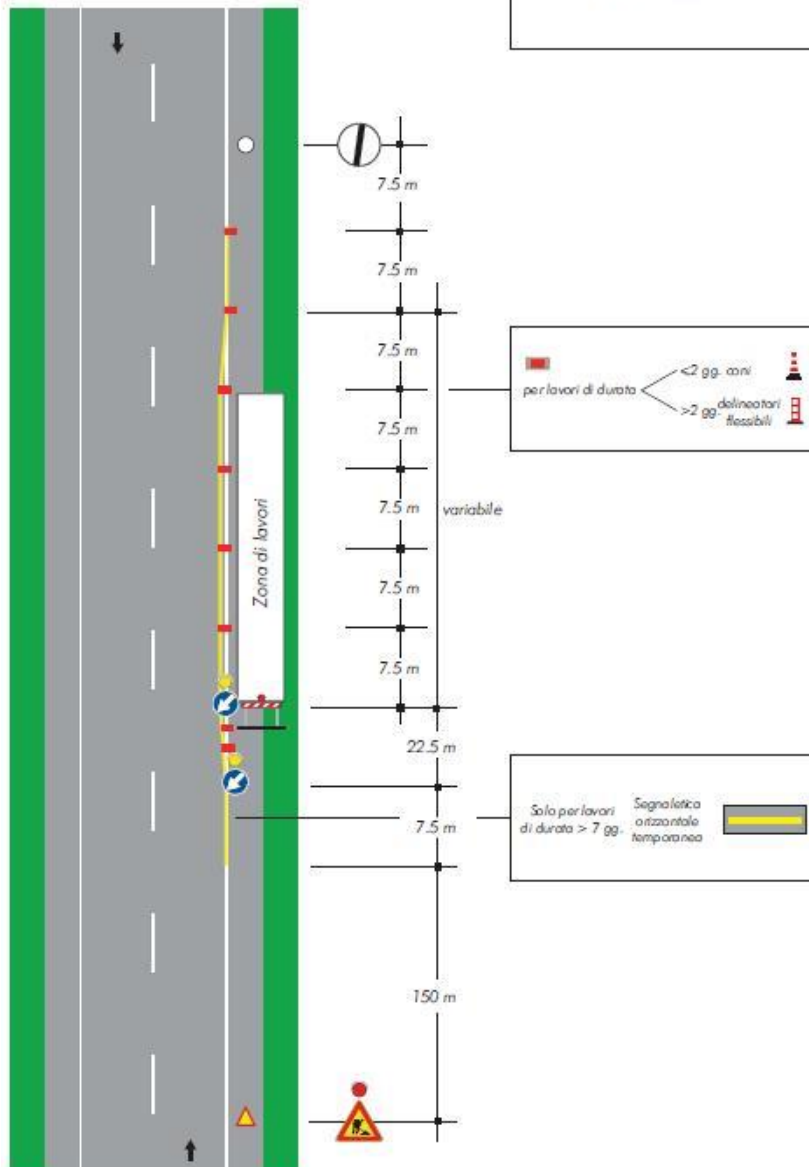 7.5 m
7.5 m
7.5 m
per lavori di durata
≤2 gg. coni
>2 gg. delineatori
flessibili
7.5 m
Zona di lavori
7.5 m
variabile
7.5 m
7.5 m
22.5 m
Solo per lavori
di durata > 7 gg.
Segnaletica
orizzontale
temporanea
7.5 m
150 m